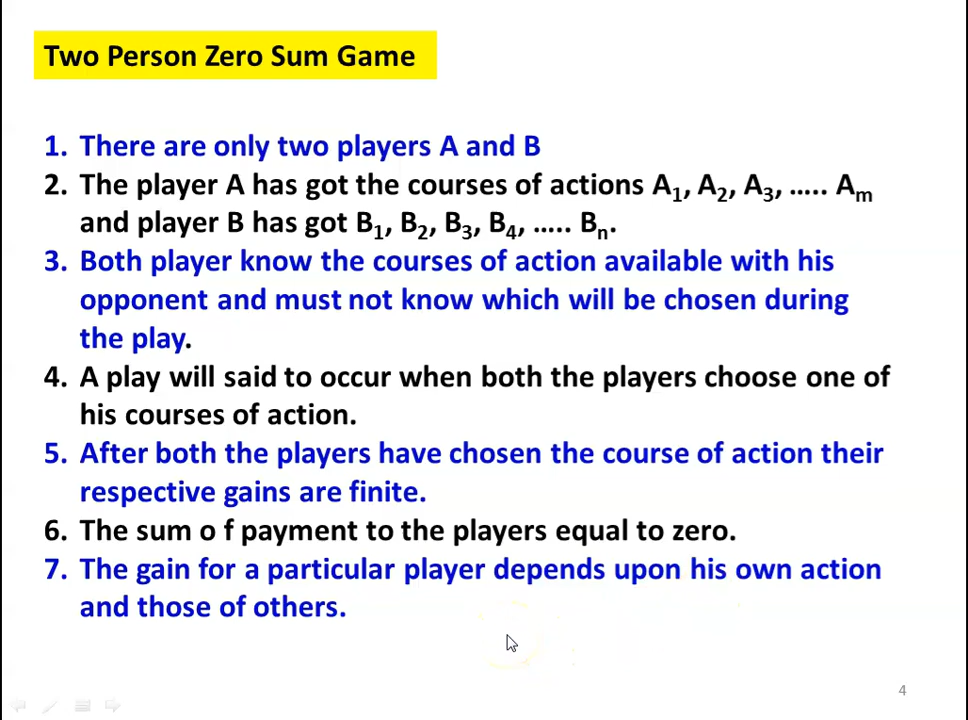 Two Person Zero Sum Game
1. There are only two players A and B
2. The player A has got the courses of actions A₁, A₂, A₃, ..... Aₘ
and player B has got B₁, B₂, B₃, B₄, ..... Bₙ.
3. Both player know the courses of action available with his
opponent and must not know which will be chosen during
the play.
4. A play will said to occur when both the players choose one of
his courses of action.
5. After both the players have chosen the course of action their
respective gains are finite.
6. The sum o f payment to the players equal to zero.
7. The gain for a particular player depends upon his own action
and those of others.
4